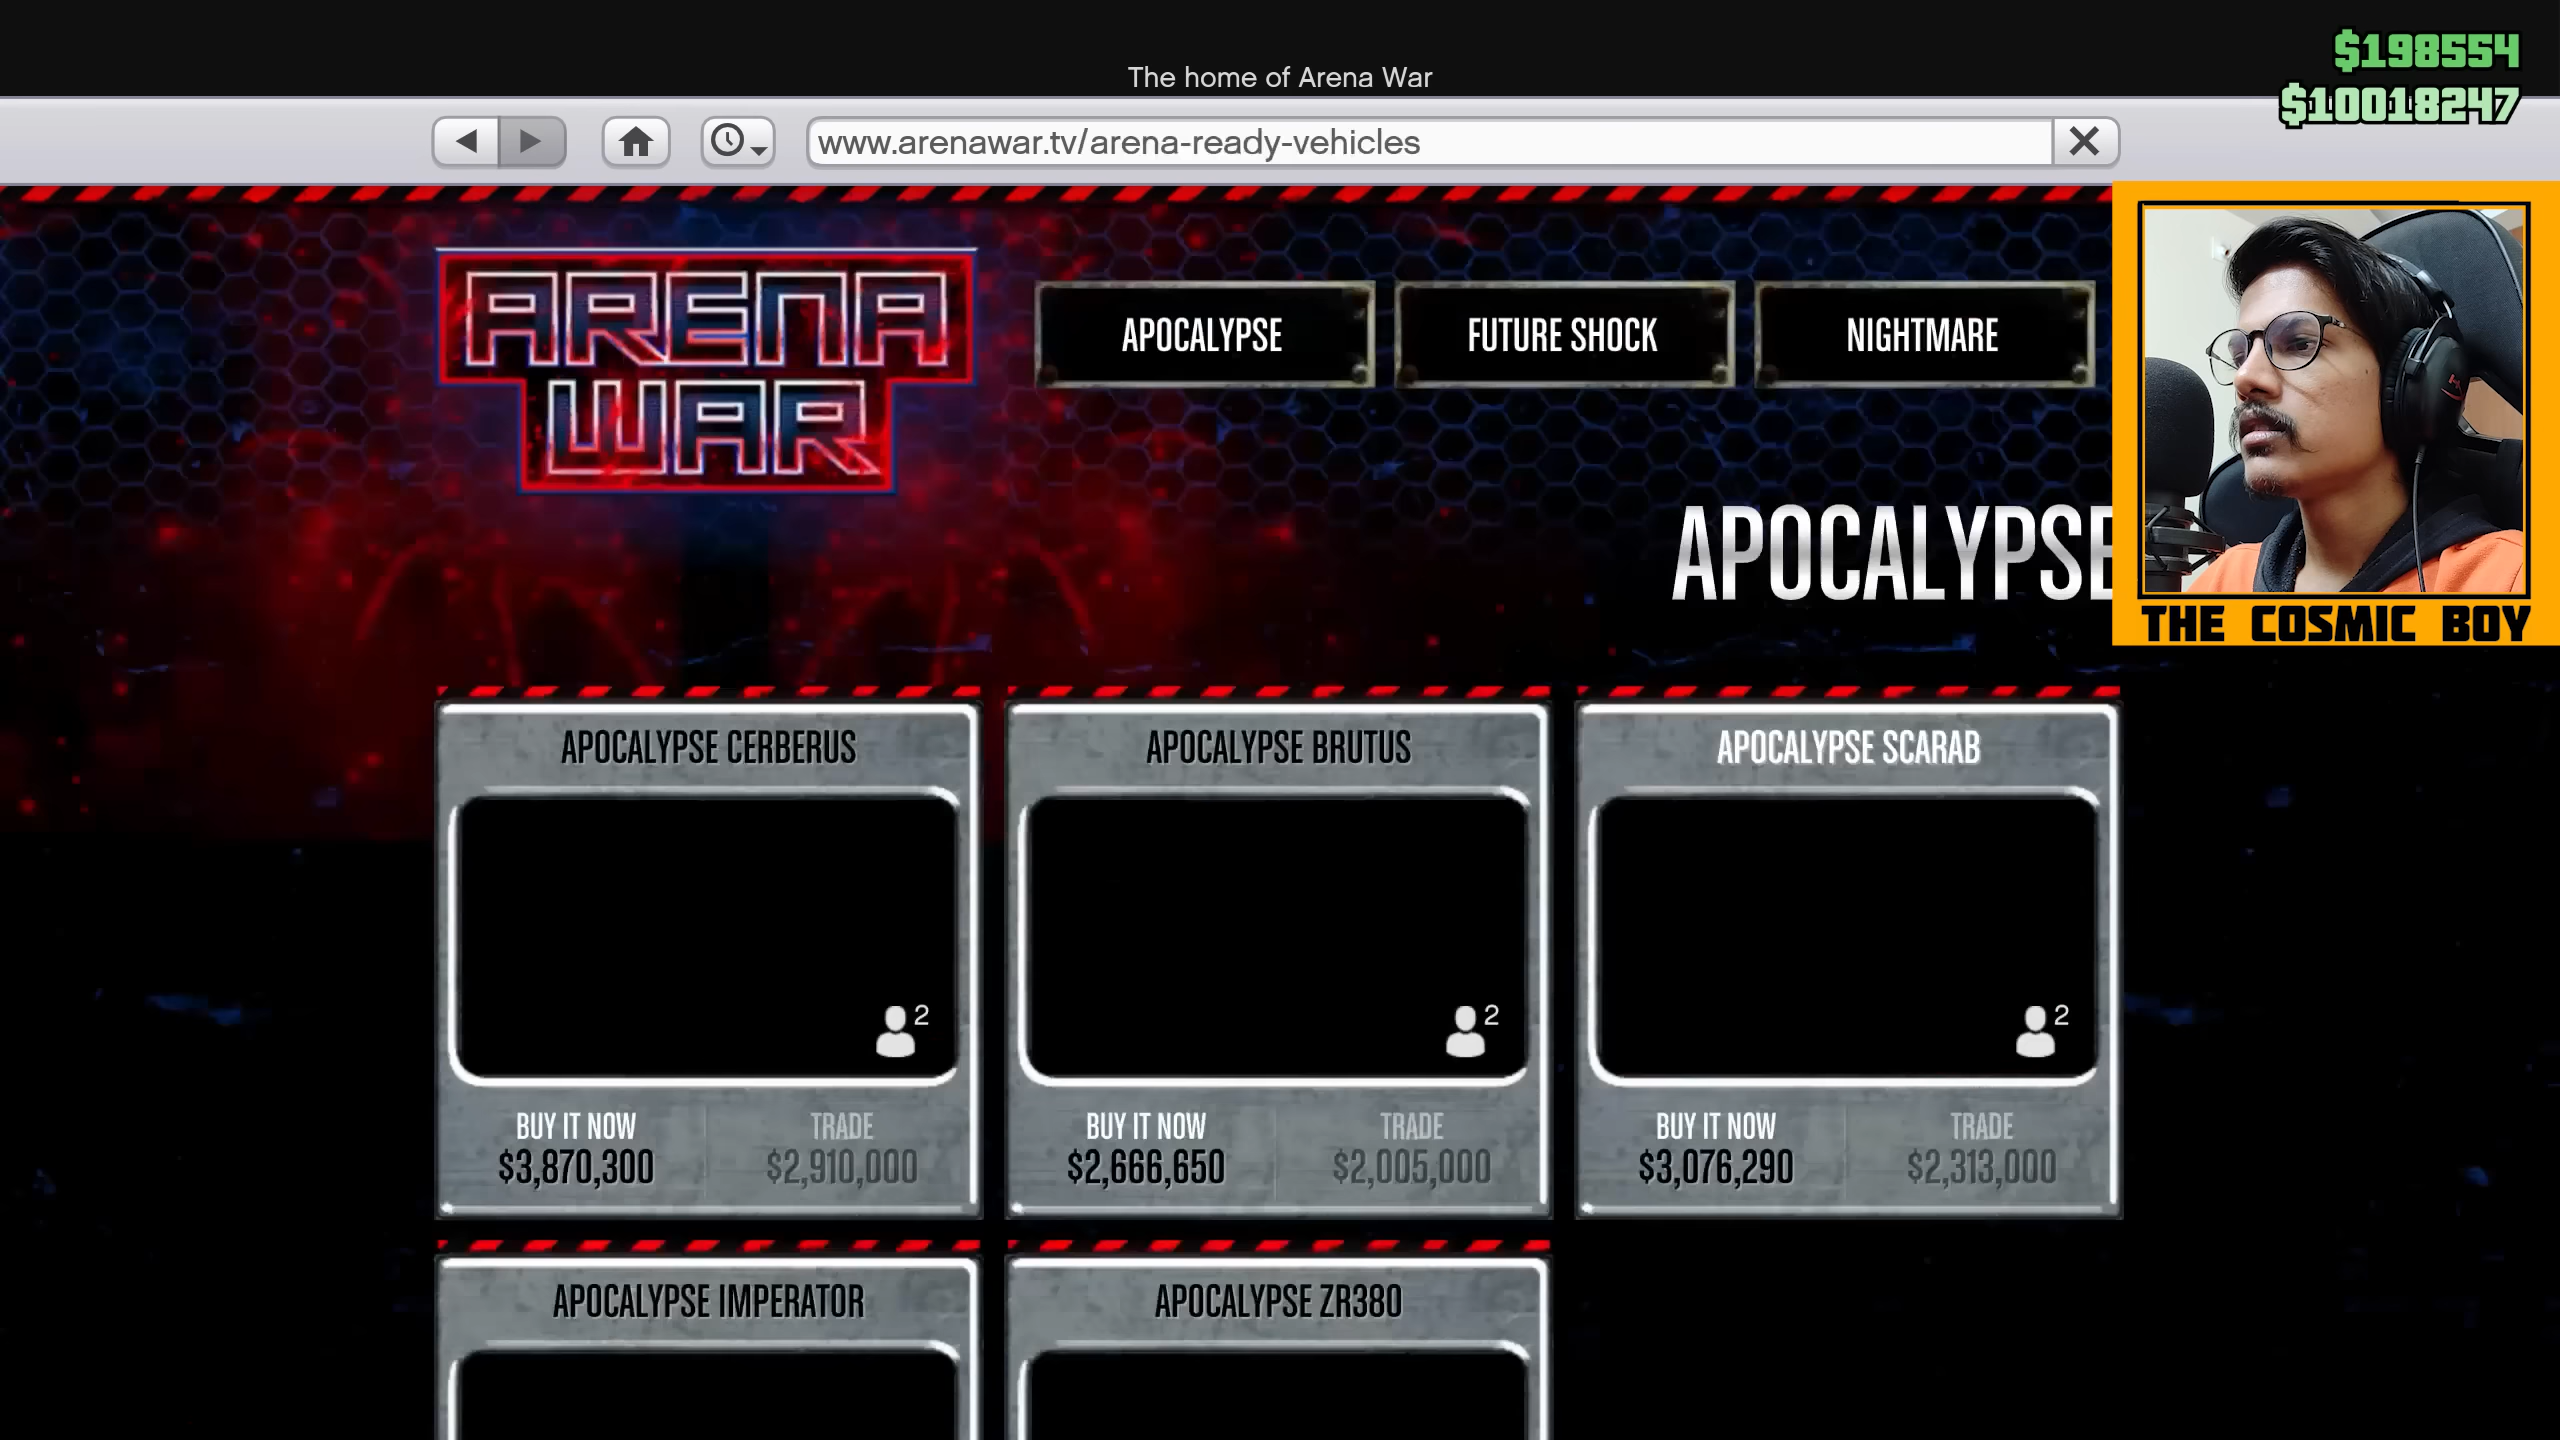 The home of Arena War
$198554
$10018247
www.arenawar.tv/arena-ready-vehicles
ARENA
WAR
APOCALYPSE
FUTURE SHOCK
NIGHTMARE
APOCALYPSE
THE COSMIC BOY
APOCALYPSE CERBERUS
2
BUY IT NOW
$3,870,300
TRADE
$2,910,000
APOCALYPSE BRUTUS
2
BUY IT NOW
$2,666,650
TRADE
$2,005,000
APOCALYPSE SCARAB
2
BUY IT NOW
$3,076,290
TRADE
$2,313,000
APOCALYPSE IMPERATOR
APOCALYPSE ZR380